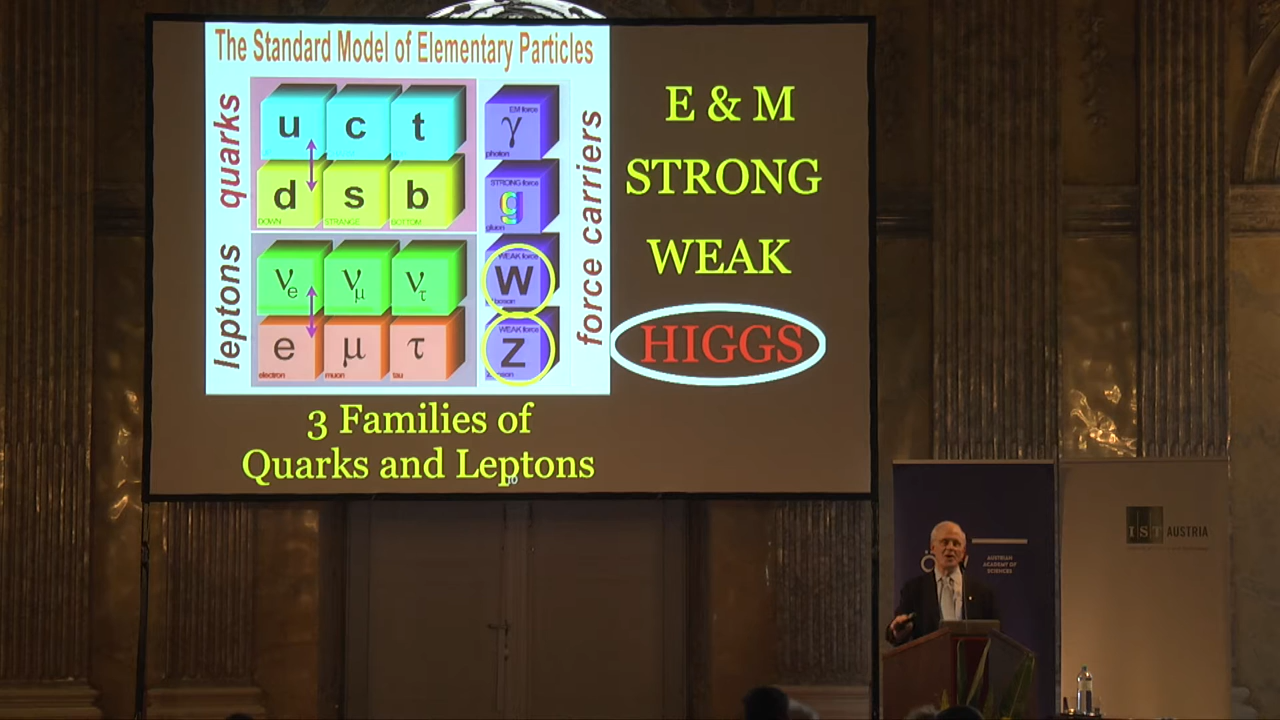 The Standard Model of Elementary Particles
quarks
u c t
d s b
DOWN STRANGE BOTTOM
leptons
νe νμ ντ
e μ τ
electron muon tau
EM force
γ
photon
STRONG force
g
gluon
WEAK force
W
WEAK force
Z
force carriers
E & M
STRONG
WEAK
HIGGS
3 Families of
Quarks and Leptons
AUSTRIAN
ACADEMY OF
SCIENCES
IST AUSTRIA